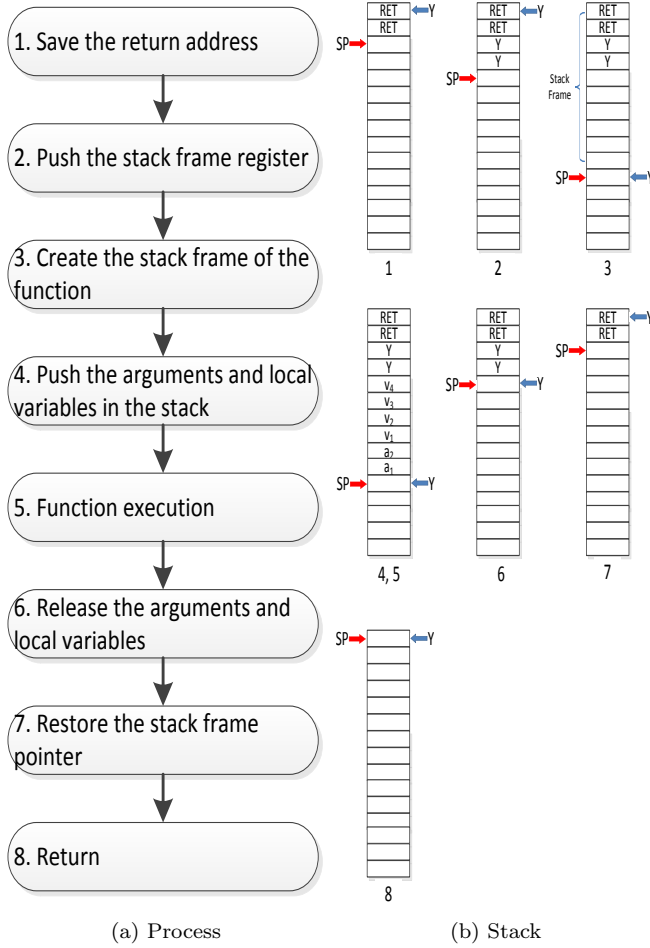 1. Save the return address
2. Push the stack frame register
3. Create the stack frame of the
function
4. Push the arguments and local
variables in the stack
5. Function execution
6. Release the arguments and
local variables
7. Restore the stack frame
pointer
8. Return
(a) Process
RET
RET
SP
Y
1
RET
RET
Y
Y
SP
Y
2
RET
RET
Y
Y
Stack
Frame
SP
Y
3
RET
RET
Y
Y
v4
v3
v2
v1
a2
a1
SP
Y
4, 5
RET
RET
Y
Y
SP
Y
6
RET
RET
SP
Y
7
SP
Y
8
(b) Stack